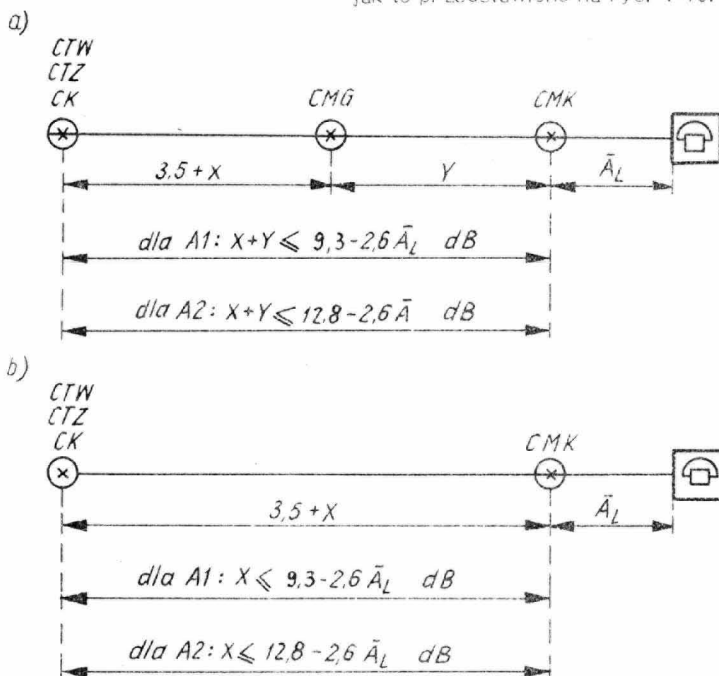 a)
CTW
CTZ
CK
CMG
CMK
3,5+X
Y
Ā_L
dla A1: X+Y ⩽ 9,3-2,6 Ā_L dB
dla A2: X+Y ⩽ 12,8-2,6 Ā dB
b)
CTW
CTZ
CK
CMK
3,5+X
Ā_L
dla A1: X ⩽ 9,3-2,6 Ā_L dB
dla A2: X ⩽ 12,8-2,6 Ā_L dB